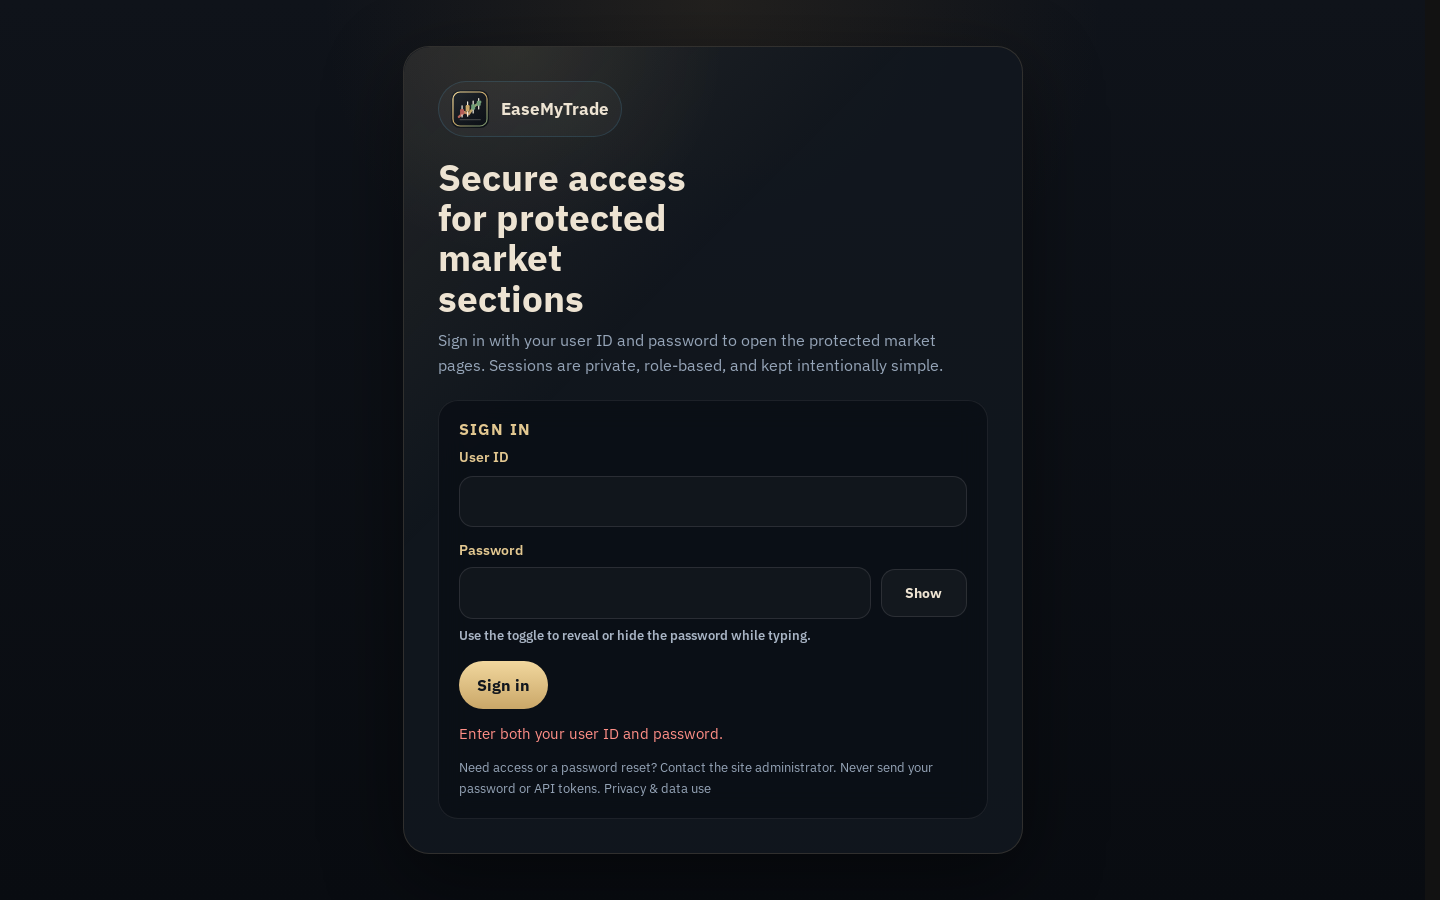 EaseMyTrade
Secure access
for protected
market
sections
Sign in with your user ID and password to open the protected market
pages. Sessions are private, role-based, and kept intentionally simple.
SIGN IN
User ID
Password
Show
Use the toggle to reveal or hide the password while typing.
Sign in
Enter both your user ID and password.
Need access or a password reset? Contact the site administrator. Never send your
password or API tokens. Privacy & data use